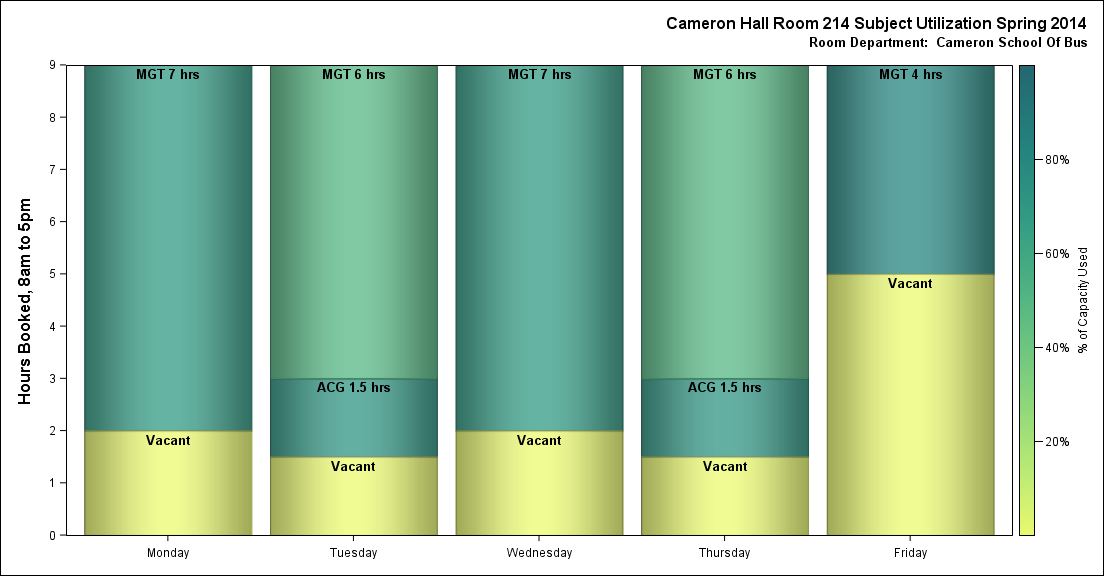 Cameron Hall Room 214 Subject Utilization Spring 2014
Room Department:  Cameron School Of Bus
Hours Booked, 8am to 5pm
9
8
7
6
5
4
3
2
1
0
MGT 7 hrs
Vacant
MGT 6 hrs
ACG 1.5 hrs
Vacant
MGT 7 hrs
Vacant
MGT 6 hrs
ACG 1.5 hrs
Vacant
MGT 4 hrs
Vacant
Monday
Tuesday
Wednesday
Thursday
Friday
80%
60%
40%
20%
% of Capacity Used